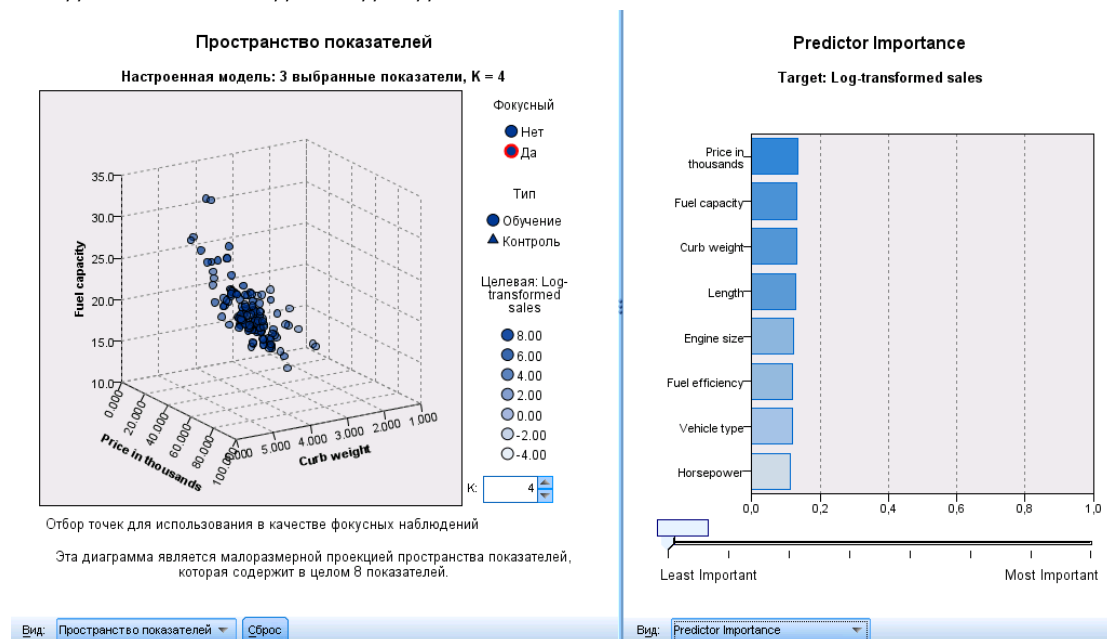 Пространство показателей
Настроенная модель: 3 выбранные показатели, K = 4
Fuel capacity
35.0
30.0
25.0
20.0
15.0
10.0
0.000
20.000
40.000
60.000
80.000
100.000
Price in thousands
5.000
4.000
3.000
2.000
1.000
Curb weight
Фокусный
Нет
Да
Тип
Обучение
Контроль
Целевая: Log-
transformed
sales
8.00
6.00
4.00
2.00
0.00
-2.00
-4.00
K: 4
Отбор точек для использования в качестве фокусных наблюдений
Эта диаграмма является малоразмерной проекцией пространства показателей,
которая содержит в целом 8 показателей.
Вид: Пространство показателей Сброс
Predictor Importance
Target: Log-transformed sales
Price in
thousands
Fuel capacity
Curb weight
Length
Engine size
Fuel efficiency
Vehicle type
Horsepower
0,0 0,2 0,4 0,6 0,8 1,0
Least Important Most Important
Вид: Predictor Importance